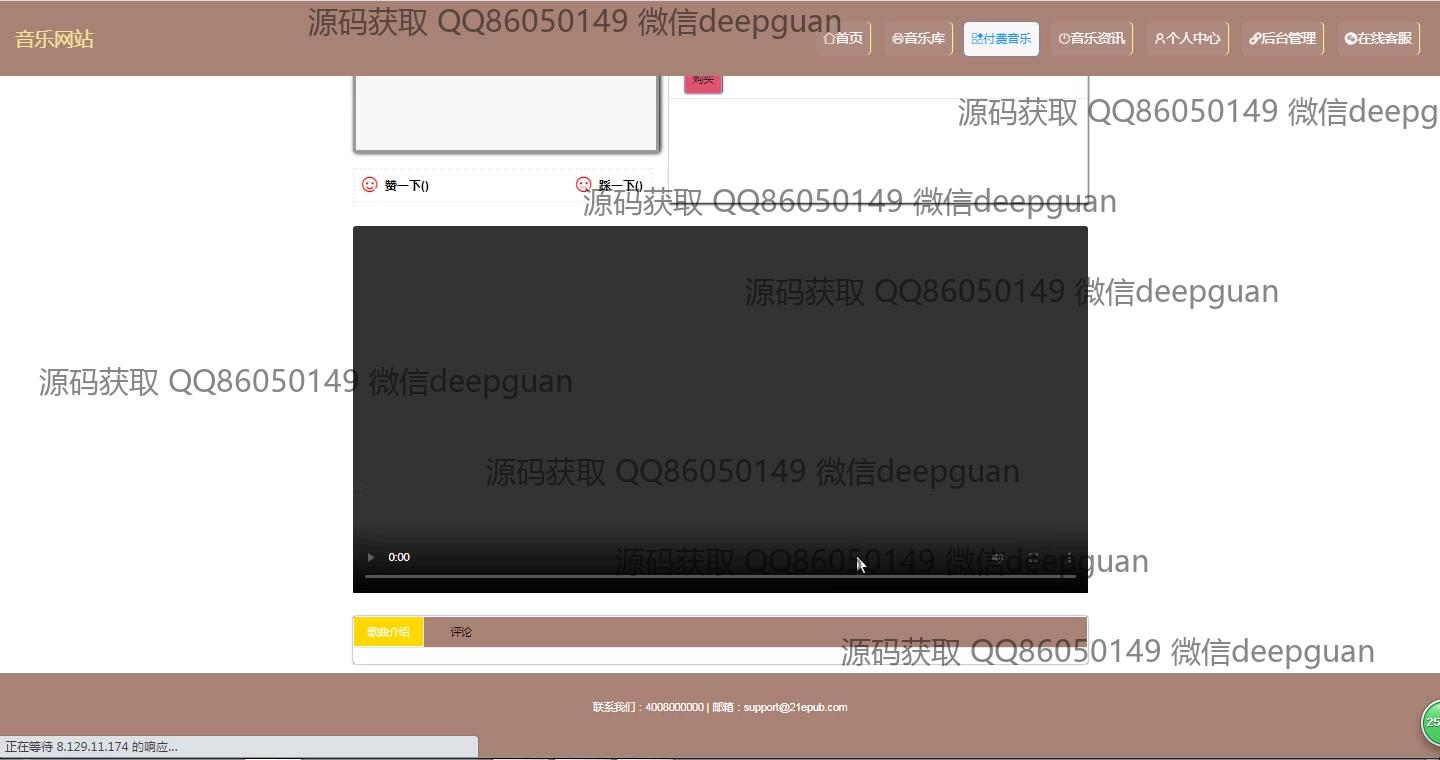 音乐网站
源码获取 QQ86050149 微信deepguan
首页
音乐库
付费音乐
音乐资讯
个人中心
后台管理
在线客服
购买
源码获取 QQ86050149 微信deepg
赞一下()
踩一下()
源码获取 QQ86050149 微信deepguan
源码获取 QQ86050149 微信deepguan
源码获取 QQ86050149 微信deepguan
源码获取 QQ86050149 微信deepguan
0:00
源码获取 QQ86050149 微信deepguan
歌曲介绍
评论
源码获取 QQ86050149 微信deepguan
联系我们：4008000000 | 邮箱：support@21epub.com
25
正在等待 8.129.11.174 的响应...